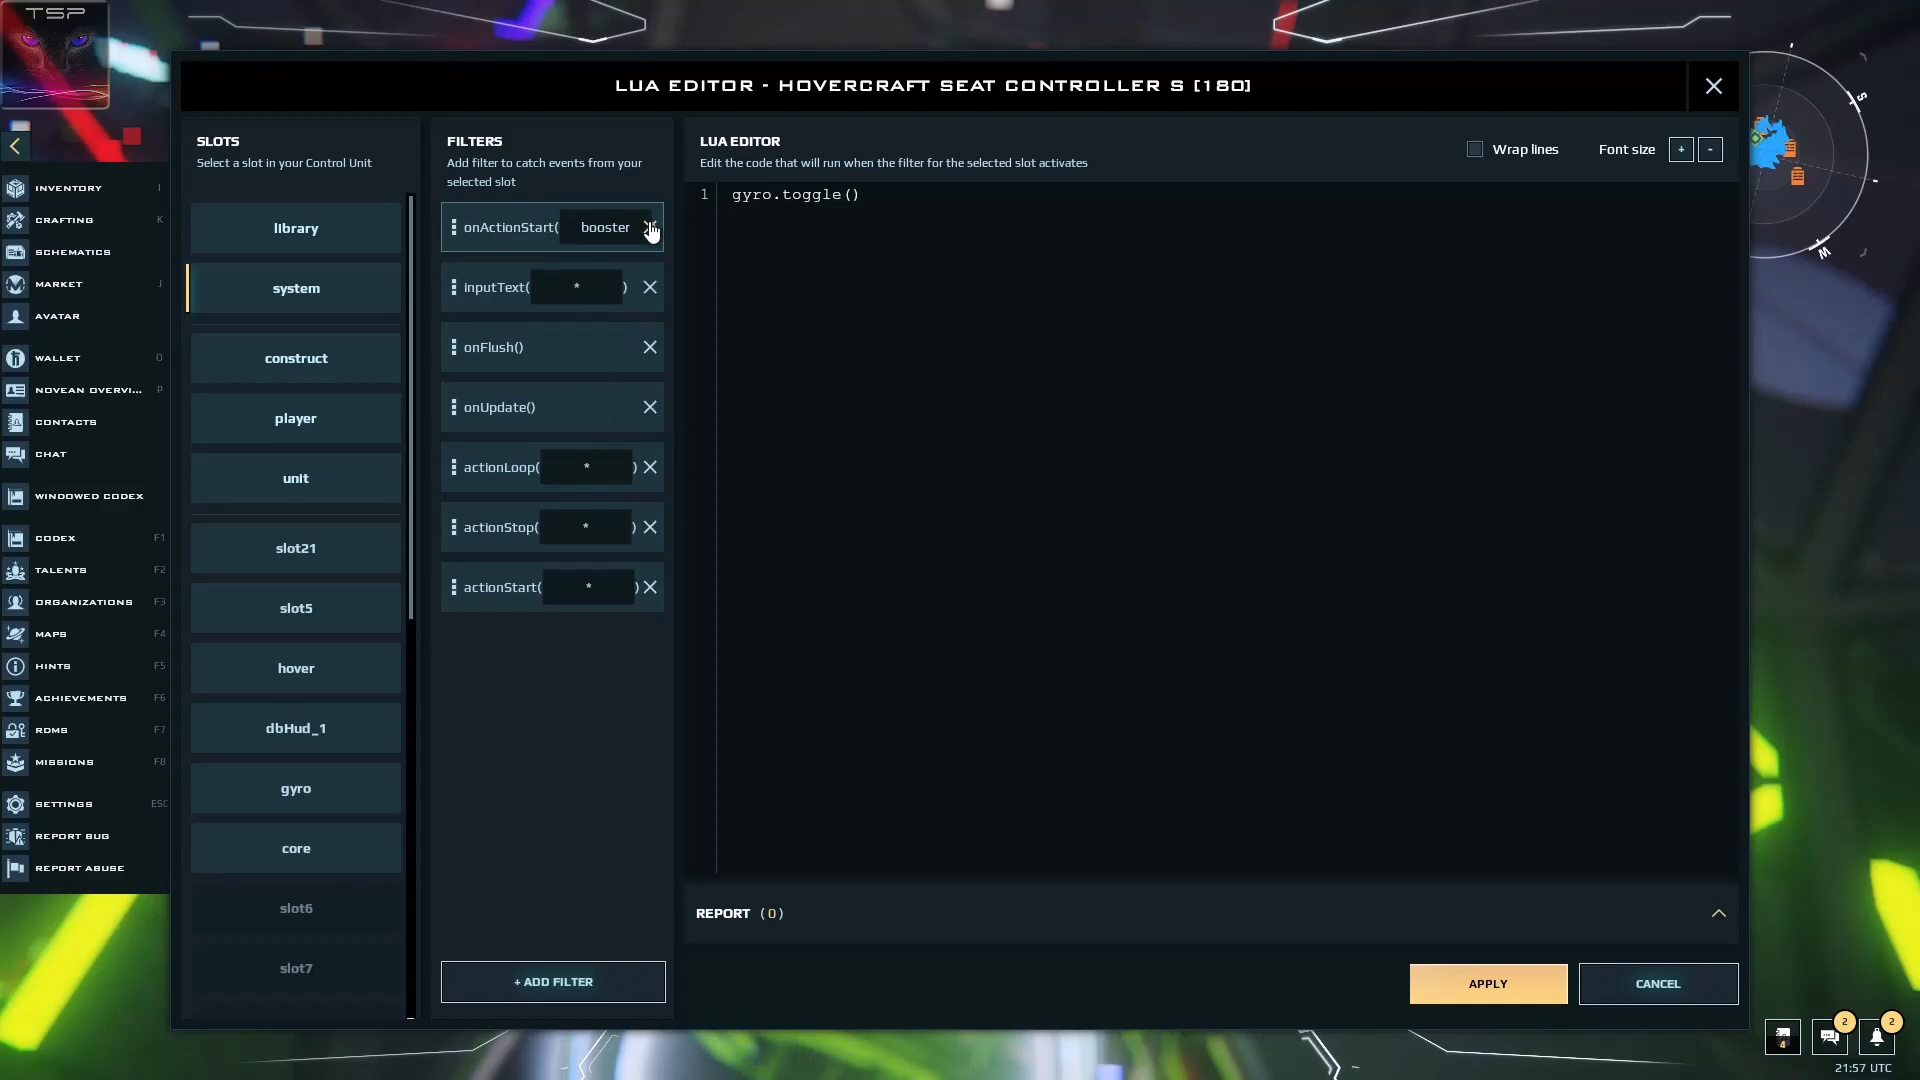 TSP
LUA EDITOR - HOVERCRAFT SEAT CONTROLLER S [180]
INVENTORY I
CRAFTING K
SCHEMATICS
MARKET J
AVATAR
WALLET O
NOVEAN OVERVI... P
CONTACTS
CHAT
WINDOWED CODEX
CODEX F1
TALENTS F2
ORGANIZATIONS F3
MAPS F4
HINTS F5
ACHIEVEMENTS F6
RDMS F7
MISSIONS F8
SETTINGS ESC
REPORT BUG
REPORT ABUSE
SLOTS
Select a slot in your Control Unit
library
system
construct
player
unit
slot21
slot5
hover
dbHud_1
gyro
core
slot6
slot7
FILTERS
Add filter to catch events from your
selected slot
onActionStart( booster
inputText( * )
onFlush()
onUpdate()
actionLoop( * )
actionStop( * )
actionStart( * )
+ ADD FILTER
LUA EDITOR
Edit the code that will run when the filter for the selected slot activates
Wrap lines
Font size + -
1 gyro.toggle()
REPORT (0)
APPLY
CANCEL
S
W
4
2
2
21:57 UTC